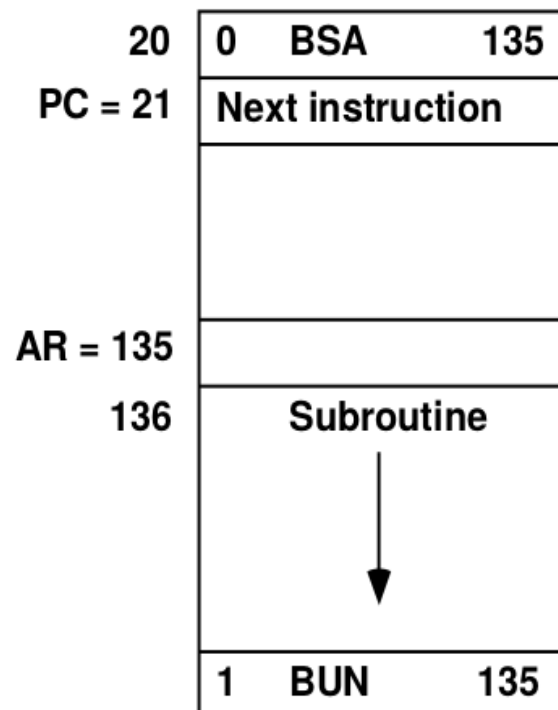 20 0 BSA 135
PC = 21 Next instruction
AR = 135
136 Subroutine
1 BUN 135